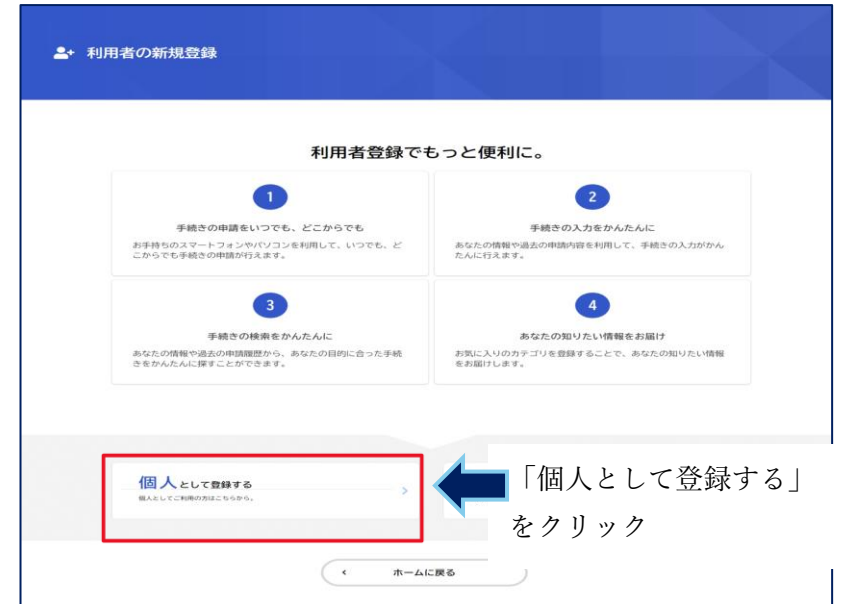 利用者の新規登録
利用者登録でもっと便利に。
1
手続きの申請をいつでも、どこからでも
お手持ちのスマートフォンやパソコンを利用して、いつでも、ど
こからでも手続きの申請が行えます。
2
手続きの入力をかんたんに
あなたの情報や過去の申請内容を利用して、手続きの入力がかん
たんに行えます。
3
手続きの検索をかんたんに
あなたの情報や過去の申請履歴から、あなたの目的に合った手続
きをかんたんに探すことができます。
4
あなたの知りたい情報をお届け
お気に入りのカテゴリを登録することで、あなたの知りたい情報
をお届けします。
個人として登録する
個人としてご利用の方はこちらから。
「個人として登録する」
をクリック
ホームに戻る